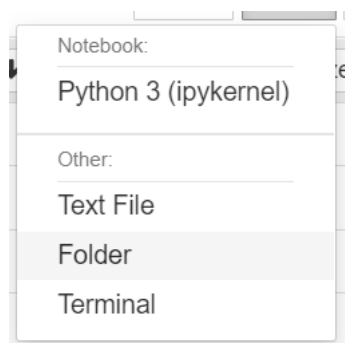 Notebook:
Python 3 (ipykernel)
Other:
Text File
Folder
Terminal